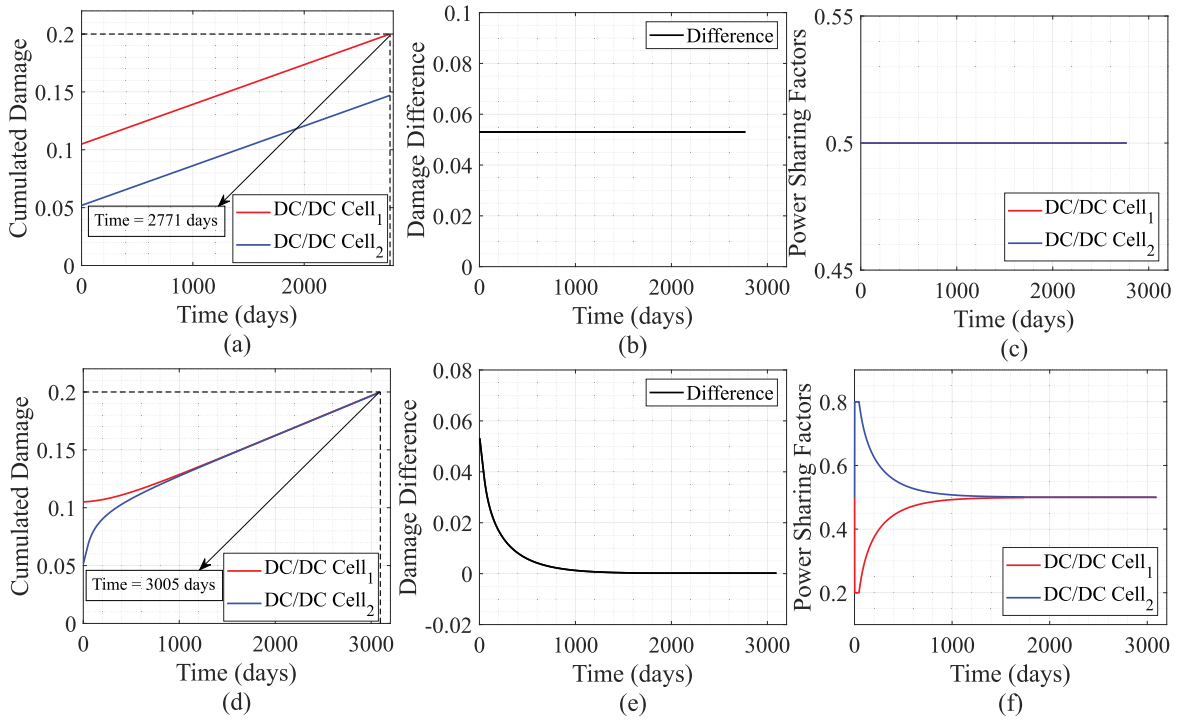 Cumulated Damage
0.2
0.15
0.1
0.05
0
Time = 2771 days
DC/DC Cell1
DC/DC Cell2
0
1000
2000
Time (days)
(a)
Damage Difference
0.1
0.08
0.06
0.04
0.02
0
Difference
0
1000
2000
3000
Time (days)
(b)
Power Sharing Factors
0.55
0.5
0.45
DC/DC Cell1
DC/DC Cell2
0
1000
2000
3000
Time (days)
(c)
Cumulated Damage
0.2
0.15
0.1
0.05
0
Time = 3005 days
DC/DC Cell1
DC/DC Cell2
0
1000
2000
3000
Time (days)
(d)
Damage Difference
0.08
0.06
0.04
0.02
0
-0.02
Difference
0
1000
2000
3000
Time (days)
(e)
Power Sharing Factors
0.8
0.6
0.4
0.2
DC/DC Cell1
DC/DC Cell2
0
1000
2000
3000
Time (days)
(f)